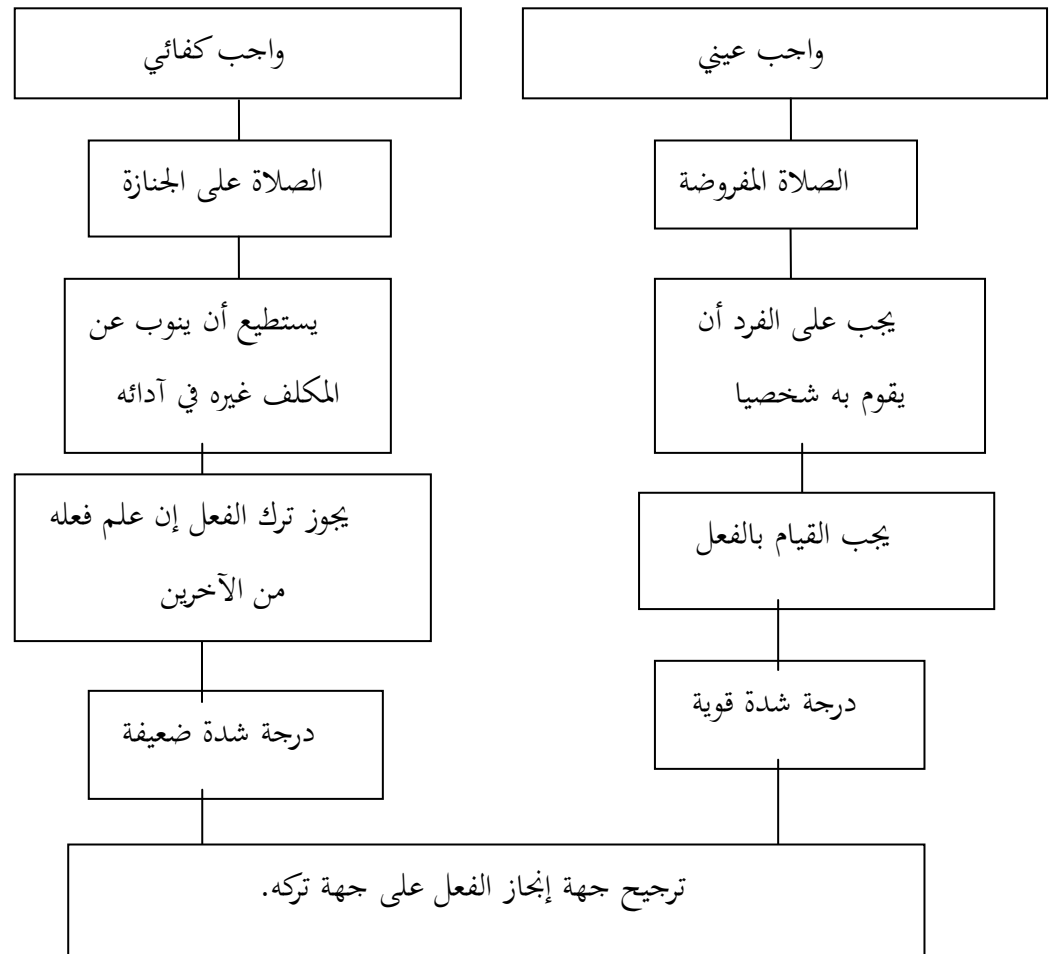 واجب عيني
واجب كفائي
الصلاة المفروضة
الصلاة على الجنازة
يجب على الفرد أن
يقوم به شخصيا
يستطيع أن ينوب عن
المكلف غيره في آدائه
يجب القيام بالفعل
يجوز ترك الفعل إن علم فعله
من الآخرين
درجة شدة قوية
درجة شدة ضعيفة
ترجيح جهة إنجاز الفعل على جهة تركه.